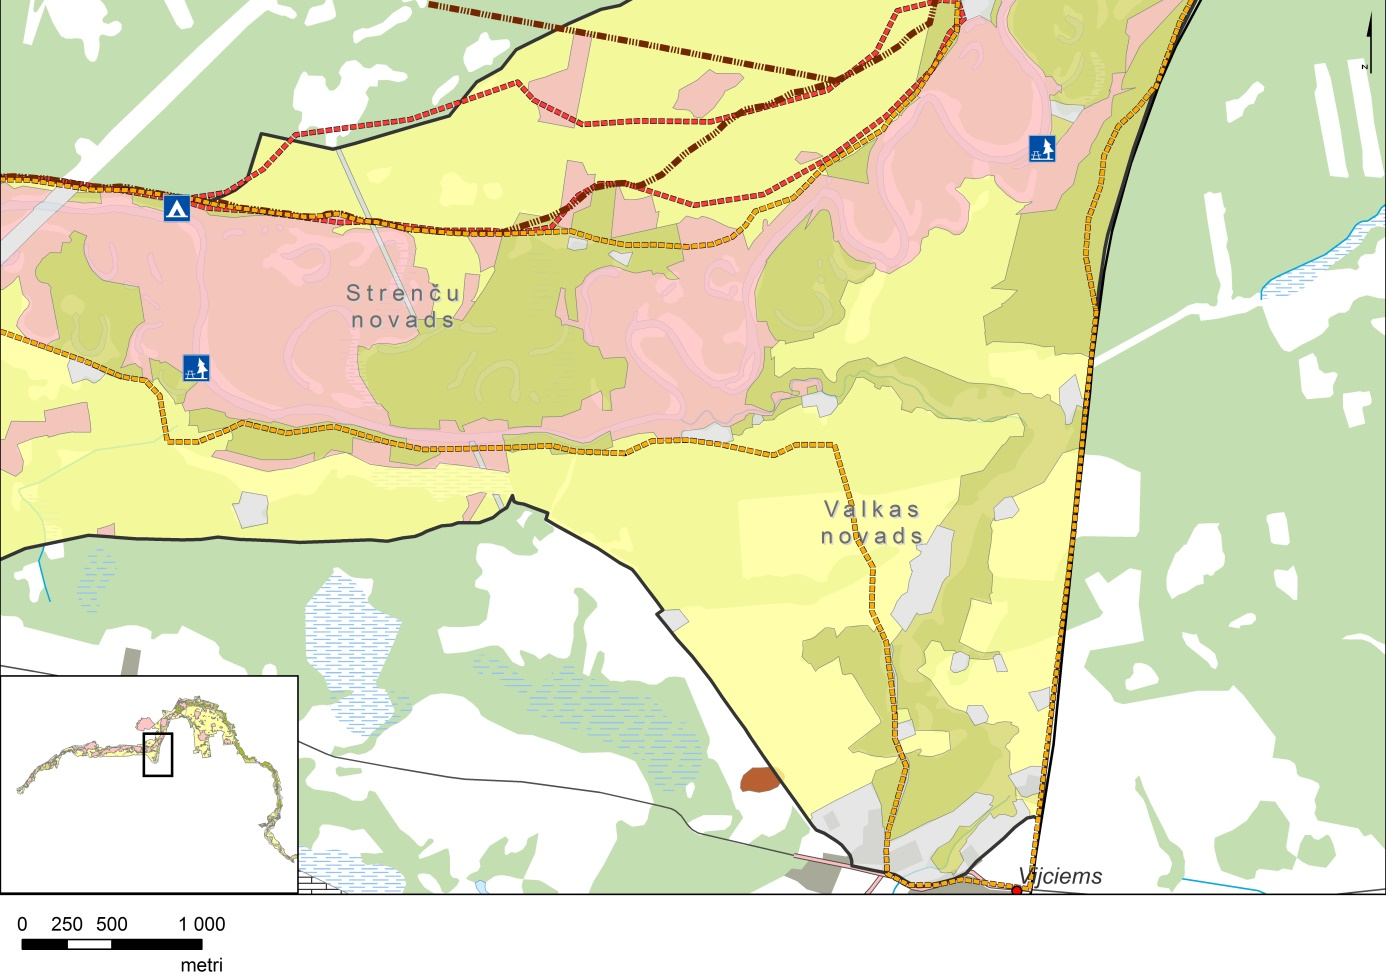 z
Strenču
novads
Valkas
novads
Vijciems
0 250 500 1 000
metri